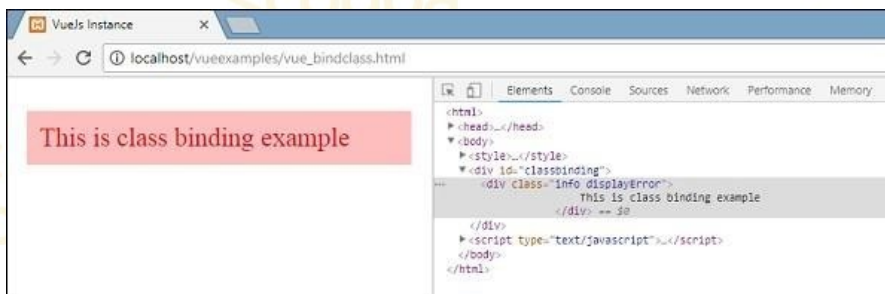 VueJs Instance
localhost/vueexamples/vue_bindclass.html
Elements Console Sources Network Performance Memory
This is class binding example
<html>
<head>…</head>
<body>
<style>…</style>
<div id="classbinding">
<div class="info displayError">
This is class binding example
</div> == $0
</div>
<script type="text/javascript">…</script>
</body>
</html>